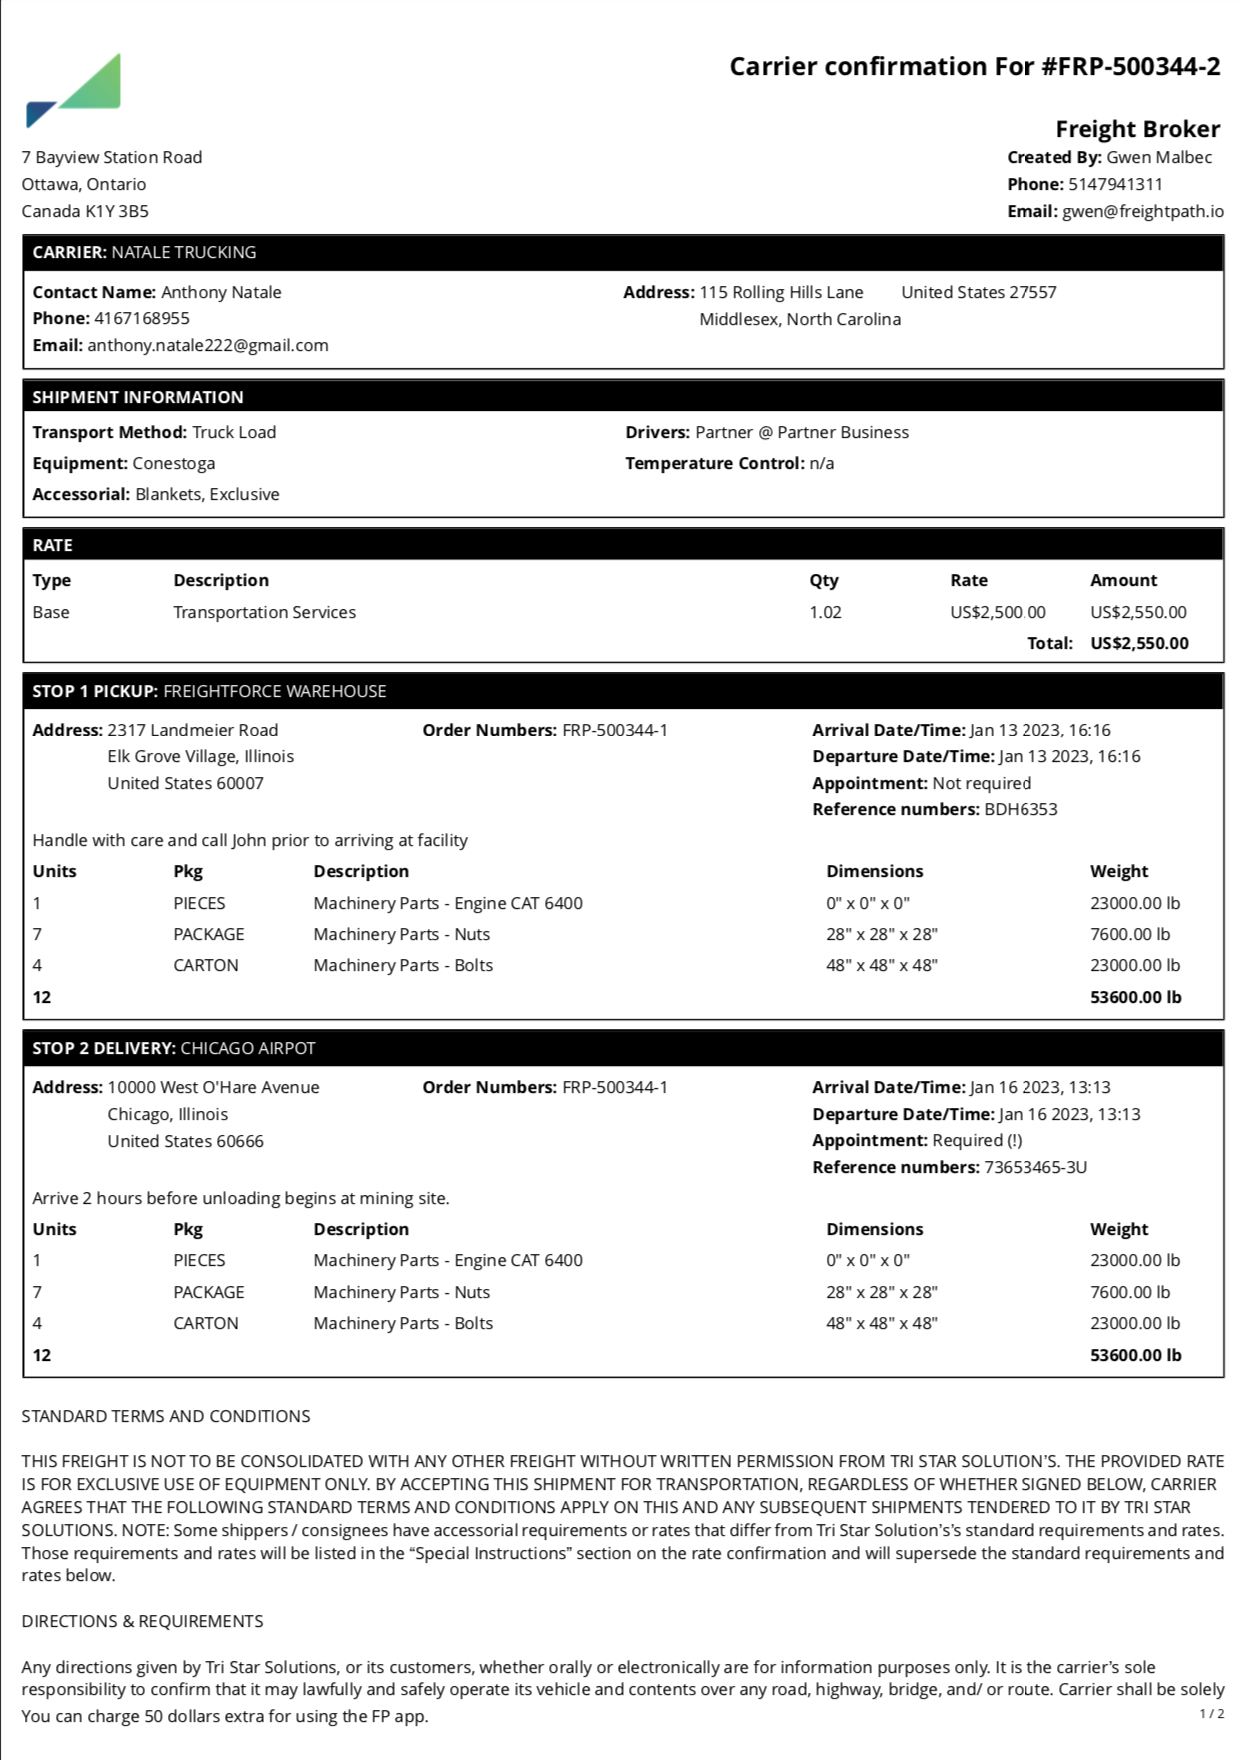 Carrier confirmation For #FRP-500344-2
Freight Broker
7 Bayview Station Road
Ottawa, Ontario
Canada K1Y 3B5
Created By: Gwen Malbec
Phone: 5147941311
Email: gwen@freightpath.io
CARRIER: NATALE TRUCKING
Contact Name: Anthony Natale
Phone: 4167168955
Email: anthony.natale222@gmail.com
Address: 115 Rolling Hills Lane United States 27557
Middlesex, North Carolina
SHIPMENT INFORMATION
Transport Method: Truck Load
Drivers: Partner @ Partner Business
Equipment: Conestoga
Temperature Control: n/a
Accessorial: Blankets, Exclusive
RATE
Type Description Qty Rate Amount
Base Transportation Services 1.02 US$2,500.00 US$2,550.00
Total: US$2,550.00
STOP 1 PICKUP: FREIGHTFORCE WAREHOUSE
Address: 2317 Landmeier Road
Elk Grove Village, Illinois
United States 60007
Order Numbers: FRP-500344-1
Arrival Date/Time: Jan 13 2023, 16:16
Departure Date/Time: Jan 13 2023, 16:16
Appointment: Not required
Reference numbers: BDH6353
Handle with care and call John prior to arriving at facility
Units Pkg Description Dimensions Weight
1 PIECES Machinery Parts - Engine CAT 6400 0" x 0" x 0" 23000.00 lb
7 PACKAGE Machinery Parts - Nuts 28" x 28" x 28" 7600.00 lb
4 CARTON Machinery Parts - Bolts 48" x 48" x 48" 23000.00 lb
12 53600.00 lb
STOP 2 DELIVERY: CHICAGO AIRPOT
Address: 10000 West O'Hare Avenue
Chicago, Illinois
United States 60666
Order Numbers: FRP-500344-1
Arrival Date/Time: Jan 16 2023, 13:13
Departure Date/Time: Jan 16 2023, 13:13
Appointment: Required (!)
Reference numbers: 73653465-3U
Arrive 2 hours before unloading begins at mining site.
Units Pkg Description Dimensions Weight
1 PIECES Machinery Parts - Engine CAT 6400 0" x 0" x 0" 23000.00 lb
7 PACKAGE Machinery Parts - Nuts 28" x 28" x 28" 7600.00 lb
4 CARTON Machinery Parts - Bolts 48" x 48" x 48" 23000.00 lb
12 53600.00 lb
STANDARD TERMS AND CONDITIONS
THIS FREIGHT IS NOT TO BE CONSOLIDATED WITH ANY OTHER FREIGHT WITHOUT WRITTEN PERMISSION FROM TRI STAR SOLUTION'S. THE PROVIDED RATE
IS FOR EXCLUSIVE USE OF EQUIPMENT ONLY. BY ACCEPTING THIS SHIPMENT FOR TRANSPORTATION, REGARDLESS OF WHETHER SIGNED BELOW, CARRIER
AGREES THAT THE FOLLOWING STANDARD TERMS AND CONDITIONS APPLY ON THIS AND ANY SUBSEQUENT SHIPMENTS TENDERED TO IT BY TRI STAR
SOLUTIONS. NOTE: Some shippers / consignees have accessorial requirements or rates that differ from Tri Star Solution's's standard requirements and rates.
Those requirements and rates will be listed in the “Special Instructions” section on the rate confirmation and will supersede the standard requirements and
rates below.
DIRECTIONS & REQUIREMENTS
Any directions given by Tri Star Solutions, or its customers, whether orally or electronically are for information purposes only. It is the carrier's sole
responsibility to confirm that it may lawfully and safely operate its vehicle and contents over any road, highway, bridge, and/ or route. Carrier shall be solely
You can charge 50 dollars extra for using the FP app.
1 / 2